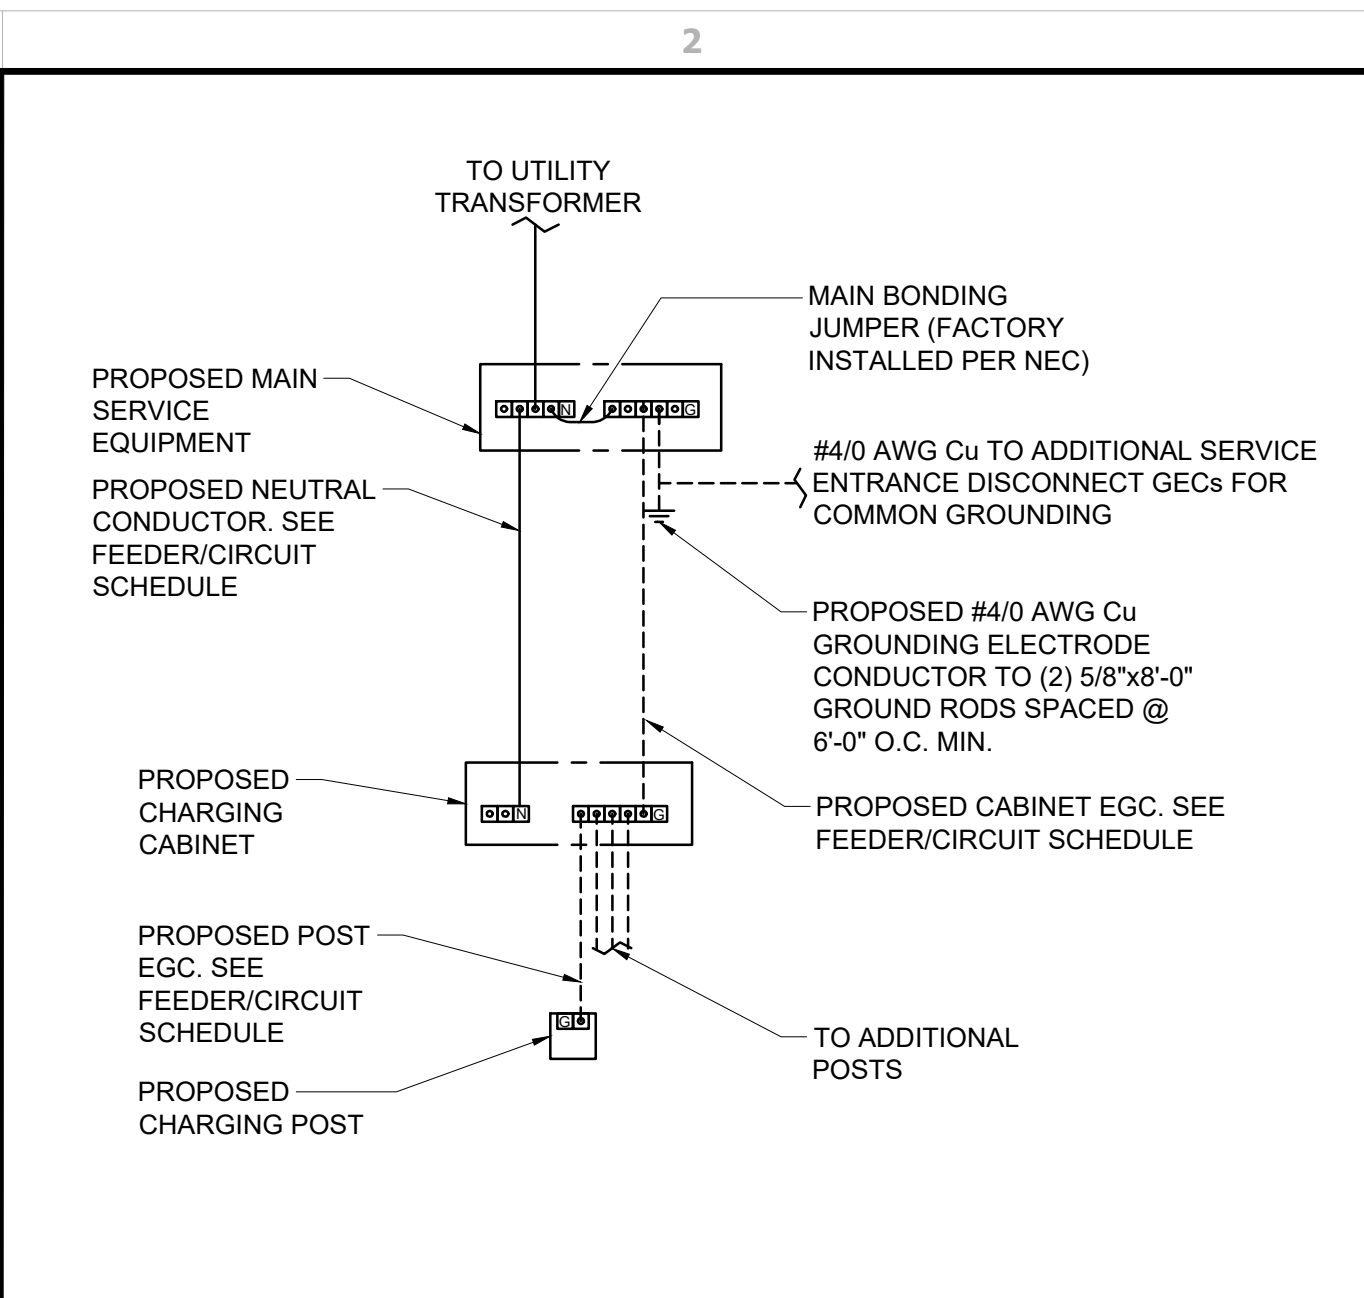 2
TO UTILITY
TRANSFORMER
MAIN BONDING
JUMPER (FACTORY
INSTALLED PER NEC)
PROPOSED MAIN
SERVICE
EQUIPMENT
N
G
#4/0 AWG Cu TO ADDITIONAL SERVICE
ENTRANCE DISCONNECT GECs FOR
COMMON GROUNDING
PROPOSED NEUTRAL
CONDUCTOR. SEE
FEEDER/CIRCUIT
SCHEDULE
PROPOSED #4/0 AWG Cu
GROUNDING ELECTRODE
CONDUCTOR TO (2) 5/8"x8'-0"
GROUND RODS SPACED @
6'-0" O.C. MIN.
PROPOSED
CHARGING
CABINET
N
G
PROPOSED CABINET EGC. SEE
FEEDER/CIRCUIT SCHEDULE
PROPOSED POST
EGC. SEE
FEEDER/CIRCUIT
SCHEDULE
G
TO ADDITIONAL
POSTS
PROPOSED
CHARGING POST